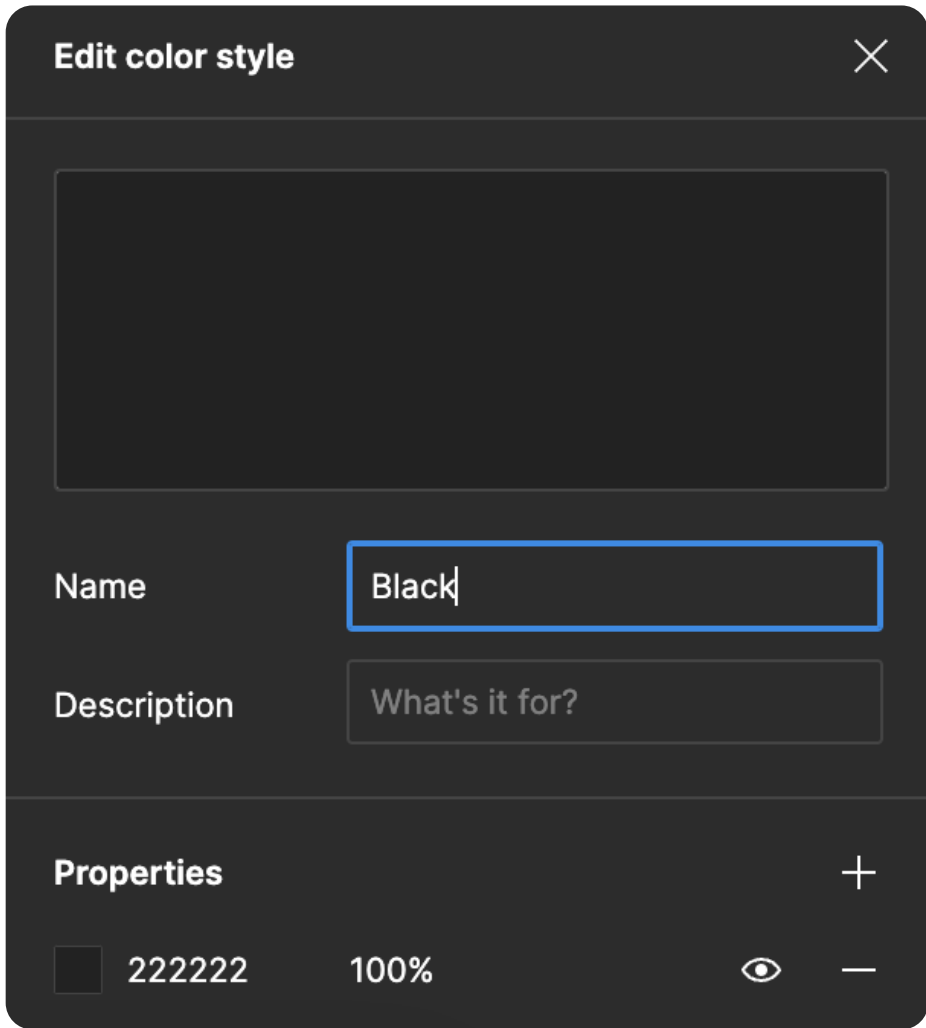 Edit color style
Name
Black
Description
What's it for?
Properties
222222 100%